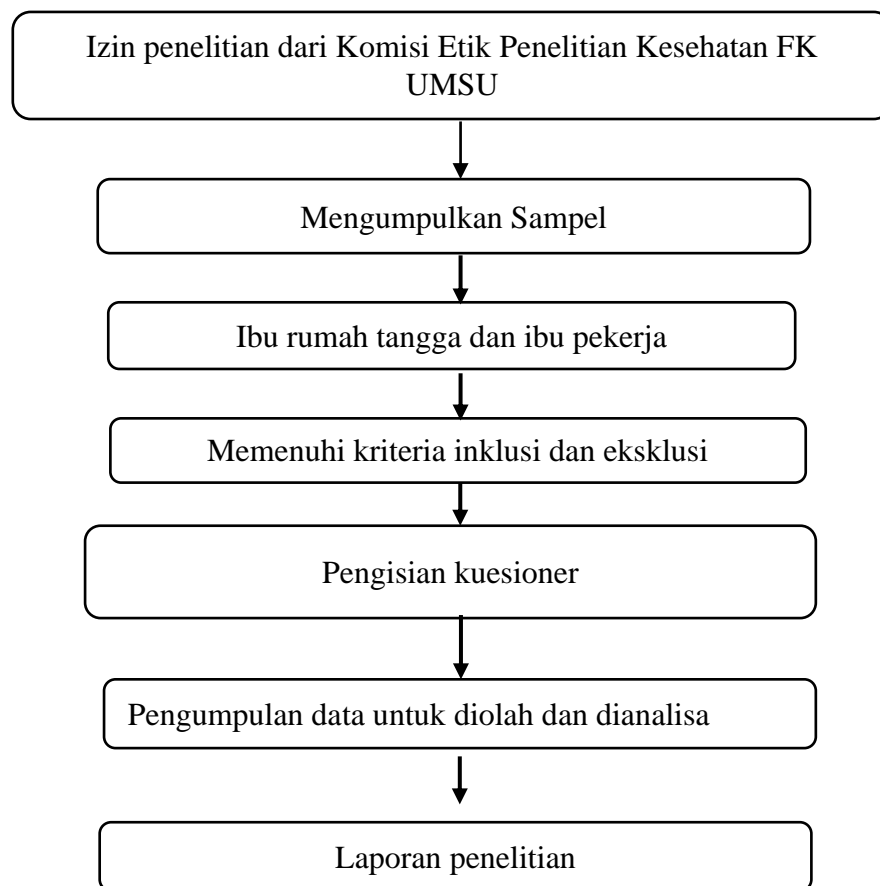 Izin penelitian dari Komisi Etik Penelitian Kesehatan FK
UMSU
Mengumpulkan Sampel
Ibu rumah tangga dan ibu pekerja
Memenuhi kriteria inklusi dan eksklusi
Pengisian kuesioner
Pengumpulan data untuk diolah dan dianalisa
Laporan penelitian